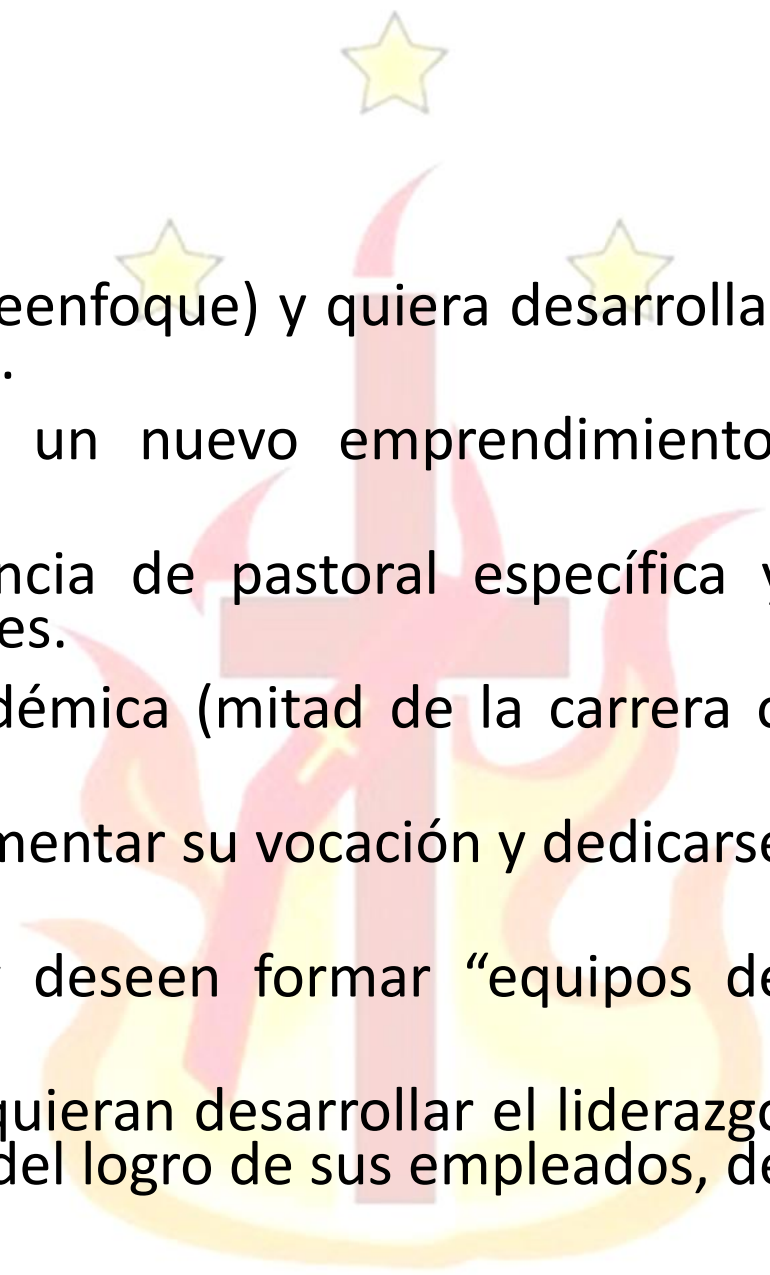 eenfoque) y quiera desarrolla
.
un nuevo emprendimiento
ncia de pastoral específica y
es.
démica (mitad de la carrera o
mentar su vocación y dedicarse
deseen formar “equipos de
quieran desarrollar el liderazgo
del logro de sus empleados, de